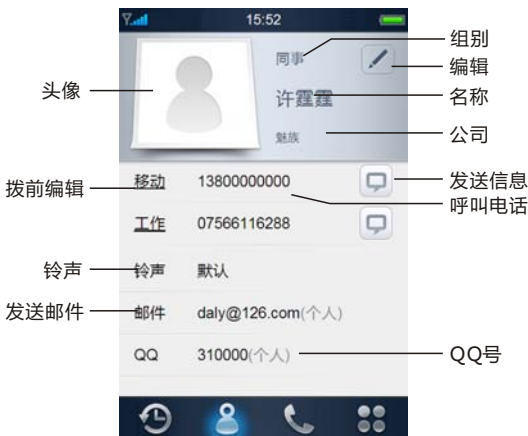 15:52
同事
组别
编辑
头像
许霆霆
名称
魅族
公司
移动
13800000000
发送信息
拨前编辑
呼叫电话
工作
07566116288
铃声
铃声
默认
发送邮件
邮件
daly@126.com(个人)
QQ
310000(个人)
QQ号